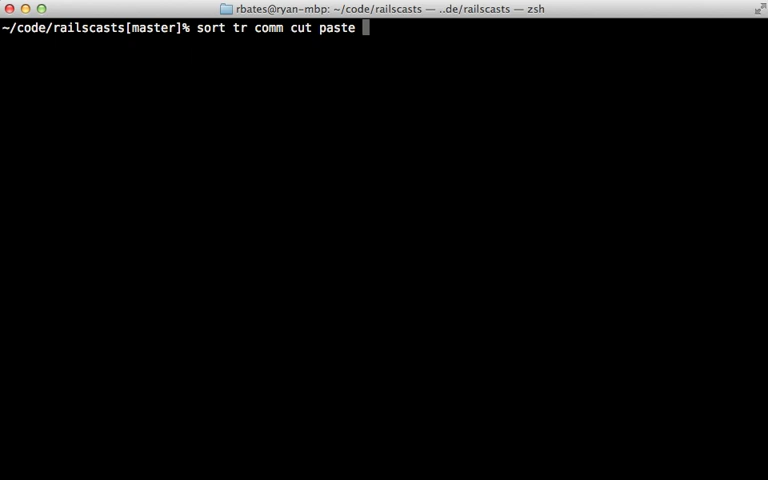 rbates@ryan-mbp: ~/code/railscasts — ..de/railscasts — zsh
~/code/railscasts[master]% sort tr comm cut paste